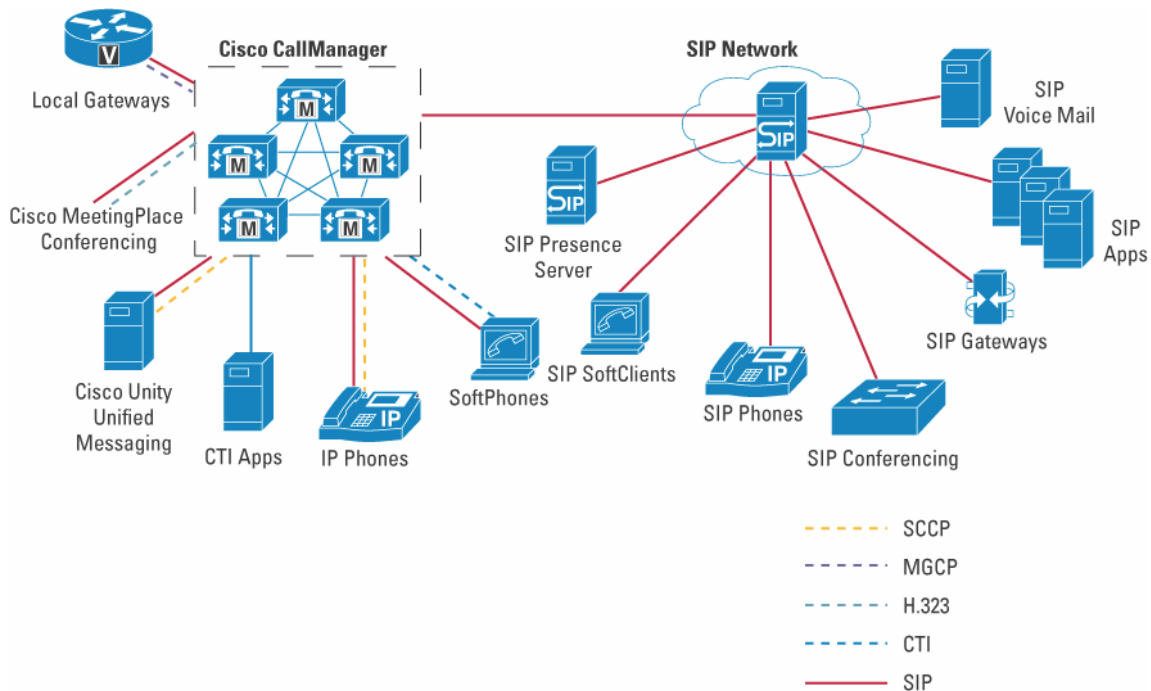 Cisco CallManager
SIP Network
V
Local Gateways
M
M
M
M
M
SIP
SIP
Voice Mail
Cisco MeetingPlace
Conferencing
SIP
SIP Presence
Server
SIP
Apps
SIP Gateways
Cisco Unity
Unified
Messaging
CTI Apps
IP
IP Phones
SoftPhones
SIP SoftClients
IP
SIP Phones
SIP Conferencing
SCCP
MGCP
H.323
CTI
SIP